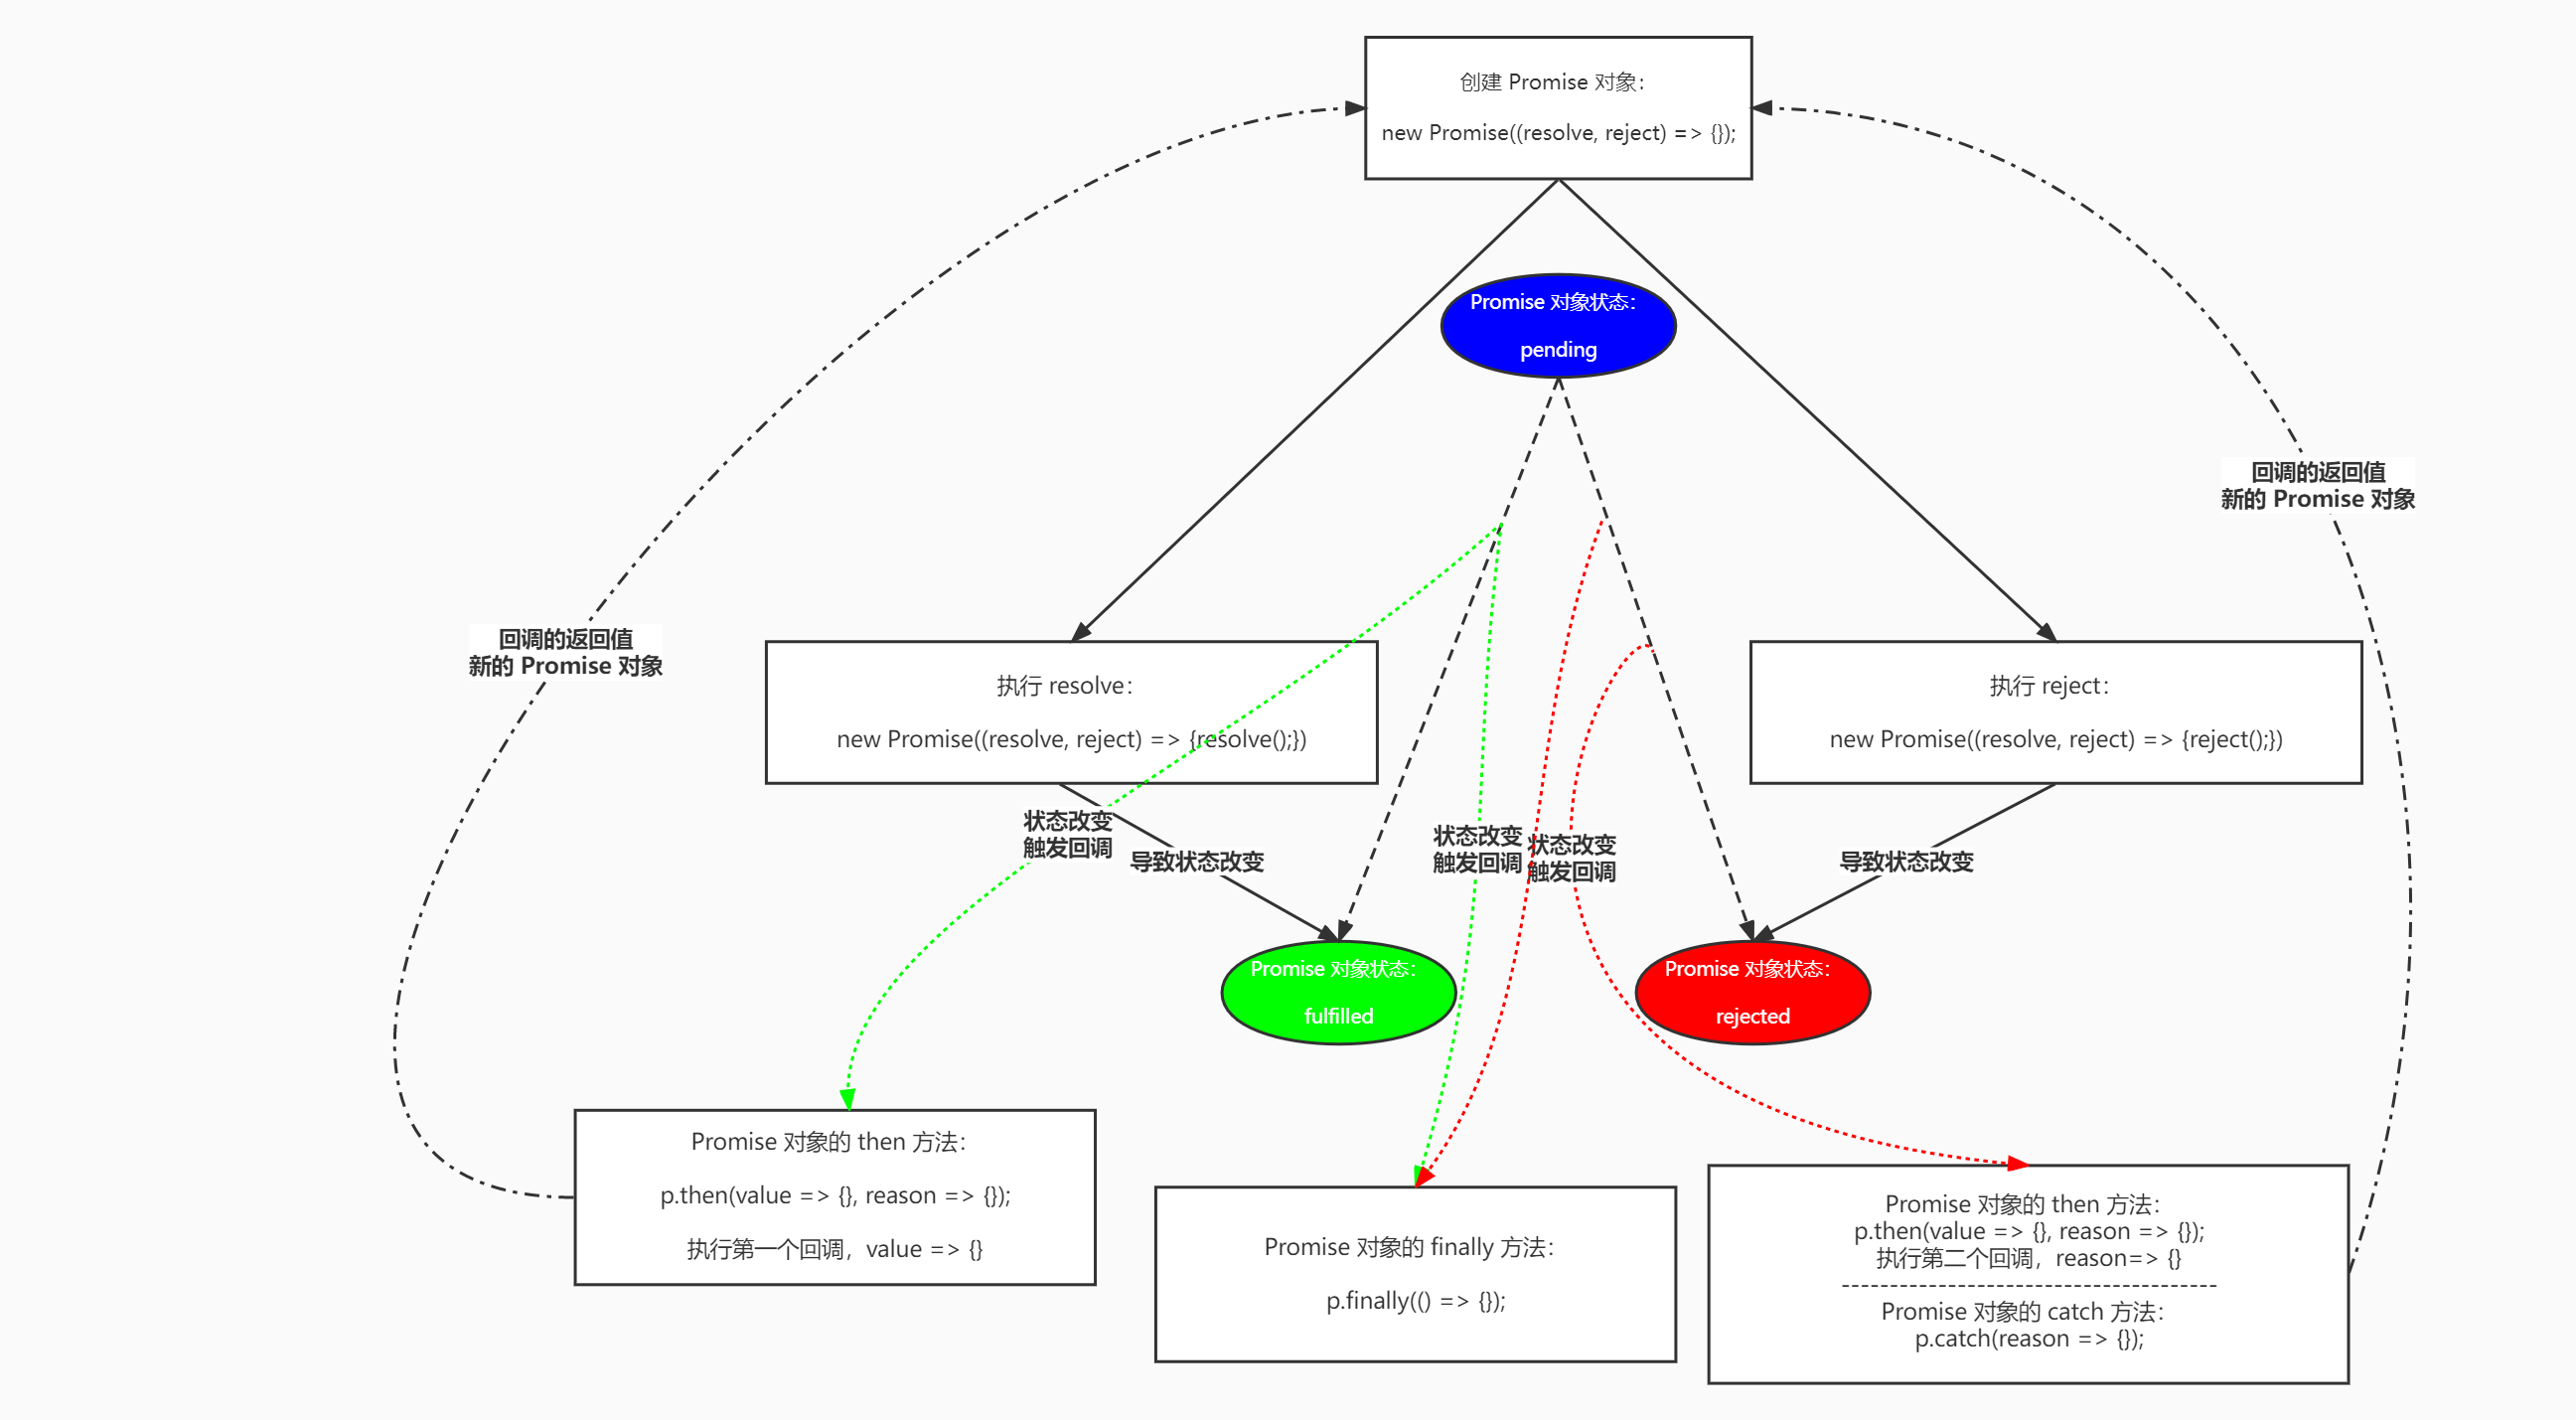 创建 Promise 对象：
new Promise((resolve, reject) => {});
Promise 对象状态：
pending
回调的返回值
新的 Promise 对象
回调的返回值
新的 Promise 对象
执行 resolve：
new Promise((resolve, reject) => {resolve();})
执行 reject：
new Promise((resolve, reject) => {reject();})
状态改变
触发回调
导致状态改变
状态改变
触发回调
状态改变
触发回调
导致状态改变
Promise 对象状态：
fulfilled
Promise 对象状态：
rejected
Promise 对象的 then 方法：
p.then(value => {}, reason => {});
执行第一个回调，value => {}
Promise 对象的 finally 方法：
p.finally(() => {});
Promise 对象的 then 方法：
p.then(value => {}, reason => {});
执行第二个回调，reason=> {}
---------------------------------------
Promise 对象的 catch 方法：
p.catch(reason => {});